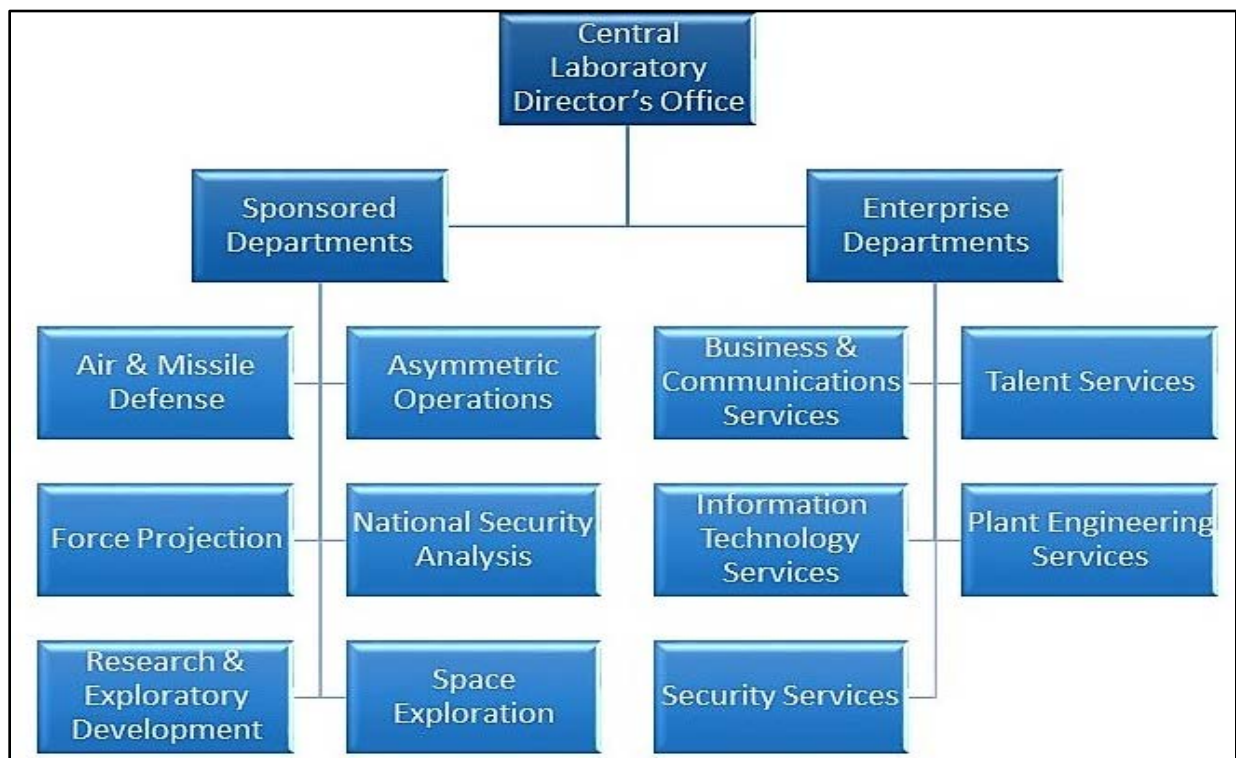 Central
Laboratory
Director’s Office
Sponsored
Departments
Enterprise
Departments
Air & Missile
Defense
Asymmetric
Operations
Business &
Communications
Services
Talent Services
Force Projection
National Security
Analysis
Information
Technology
Services
Plant Engineering
Services
Research &
Exploratory
Development
Space
Exploration
Security Services